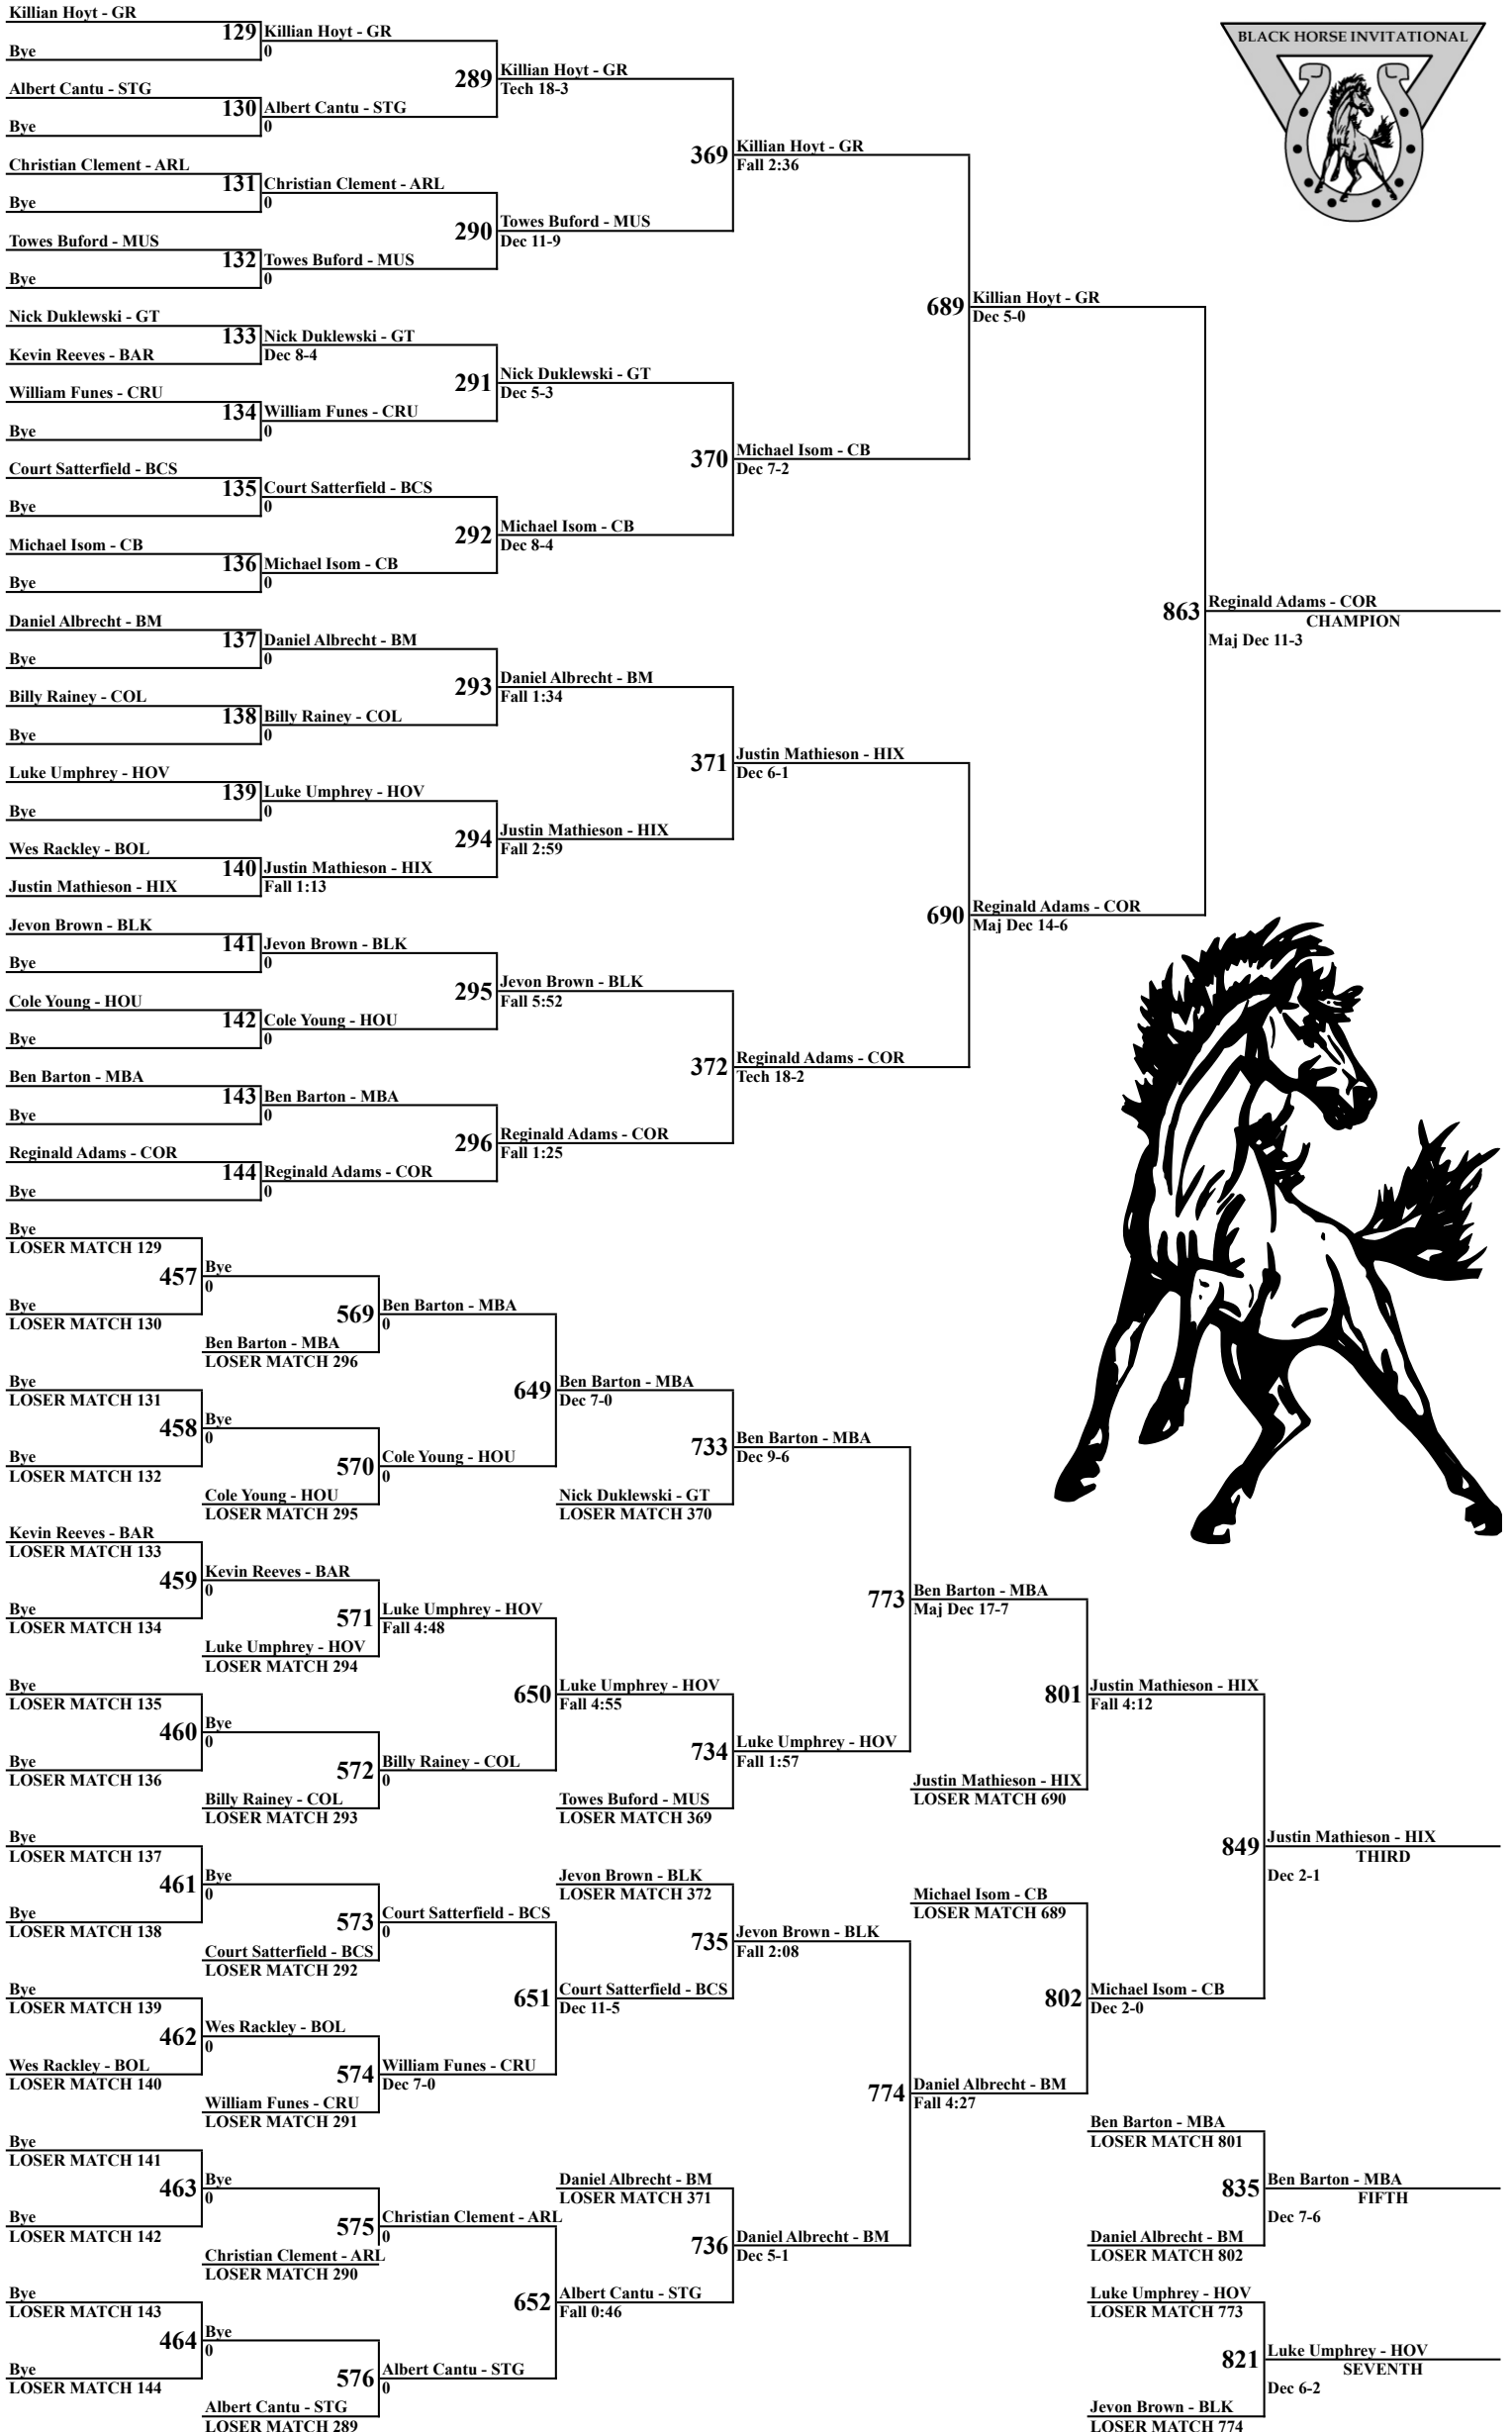 BLACK HORSE INVITATIONAL
Killian Hoyt - GR
129
Bye
Killian Hoyt - GR
0
289
Albert Cantu - STG
130
Bye
Albert Cantu - STG
0
Killian Hoyt - GR
Tech 18-3
369
Christian Clement - ARL
131
Bye
Christian Clement - ARL
0
290
Towes Buford - MUS
132
Bye
Towes Buford - MUS
0
Towes Buford - MUS
Dec 11-9
Killian Hoyt - GR
Fall 2:36
689
Nick Duklewski - GT
133
Kevin Reeves - BAR
Nick Duklewski - GT
Dec 8-4
291
William Funes - CRU
134
Bye
William Funes - CRU
0
Nick Duklewski - GT
Dec 5-3
370
Court Satterfield - BCS
135
Bye
Court Satterfield - BCS
0
292
Michael Isom - CB
136
Bye
Michael Isom - CB
0
Michael Isom - CB
Dec 8-4
Michael Isom - CB
Dec 7-2
Killian Hoyt - GR
Dec 5-0
863
Reginald Adams - COR
CHAMPION
Maj Dec 11-3
Daniel Albrecht - BM
137
Bye
Daniel Albrecht - BM
0
293
Billy Rainey - COL
138
Bye
Billy Rainey - COL
0
Daniel Albrecht - BM
Fall 1:34
371
Luke Umphrey - HOV
139
Bye
Luke Umphrey - HOV
0
294
Wes Rackley - BOL
140
Justin Mathieson - HIX
Justin Mathieson - HIX
Fall 1:13
Justin Mathieson - HIX
Fall 2:59
Justin Mathieson - HIX
Dec 6-1
690
Jevon Brown - BLK
141
Bye
Jevon Brown - BLK
0
295
Cole Young - HOU
142
Bye
Cole Young - HOU
0
Jevon Brown - BLK
Fall 5:52
372
Ben Barton - MBA
143
Bye
Ben Barton - MBA
0
296
Reginald Adams - COR
144
Bye
Reginald Adams - COR
0
Reginald Adams - COR
Fall 1:25
Reginald Adams - COR
Tech 18-2
Reginald Adams - COR
Maj Dec 14-6
Bye
LOSER MATCH 129
457
Bye
LOSER MATCH 130
Bye
0
569
Ben Barton - MBA
LOSER MATCH 296
Ben Barton - MBA
0
649
Bye
LOSER MATCH 131
458
Bye
LOSER MATCH 132
Bye
0
570
Cole Young - HOU
LOSER MATCH 295
Cole Young - HOU
0
Ben Barton - MBA
Dec 7-0
733
Nick Duklewski - GT
LOSER MATCH 370
Ben Barton - MBA
Dec 9-6
773
Kevin Reeves - BAR
LOSER MATCH 133
459
Bye
LOSER MATCH 134
Kevin Reeves - BAR
0
571
Luke Umphrey - HOV
LOSER MATCH 294
Luke Umphrey - HOV
Fall 4:48
650
Bye
LOSER MATCH 135
460
Bye
LOSER MATCH 136
Bye
0
572
Billy Rainey - COL
LOSER MATCH 293
Billy Rainey - COL
0
Luke Umphrey - HOV
Fall 4:55
734
Towes Buford - MUS
LOSER MATCH 369
Luke Umphrey - HOV
Fall 1:57
Ben Barton - MBA
Maj Dec 17-7
801
Justin Mathieson - HIX
LOSER MATCH 690
Justin Mathieson - HIX
Fall 4:12
849
Justin Mathieson - HIX
THIRD
Dec 2-1
Bye
LOSER MATCH 137
461
Bye
LOSER MATCH 138
Bye
0
573
Court Satterfield - BCS
LOSER MATCH 292
Court Satterfield - BCS
0
651
Bye
LOSER MATCH 139
462
Wes Rackley - BOL
LOSER MATCH 140
Wes Rackley - BOL
0
574
William Funes - CRU
LOSER MATCH 291
William Funes - CRU
Dec 7-0
Jevon Brown - BLK
LOSER MATCH 372
735
Court Satterfield - BCS
Dec 11-5
Jevon Brown - BLK
Fall 2:08
774
Michael Isom - CB
LOSER MATCH 689
802
Michael Isom - CB
Dec 2-0
Daniel Albrecht - BM
Fall 4:27
Bye
LOSER MATCH 141
463
Bye
LOSER MATCH 142
Bye
0
575
Christian Clement - ARL
LOSER MATCH 290
Christian Clement - ARL
0
652
Bye
LOSER MATCH 143
464
Bye
LOSER MATCH 144
Bye
0
576
Albert Cantu - STG
LOSER MATCH 289
Albert Cantu - STG
0
Daniel Albrecht - BM
LOSER MATCH 371
736
Albert Cantu - STG
Fall 0:46
Daniel Albrecht - BM
Dec 5-1
Ben Barton - MBA
LOSER MATCH 801
835
Daniel Albrecht - BM
LOSER MATCH 802
Ben Barton - MBA
FIFTH
Dec 7-6
Luke Umphrey - HOV
LOSER MATCH 773
821
Jevon Brown - BLK
LOSER MATCH 774
Luke Umphrey - HOV
SEVENTH
Dec 6-2